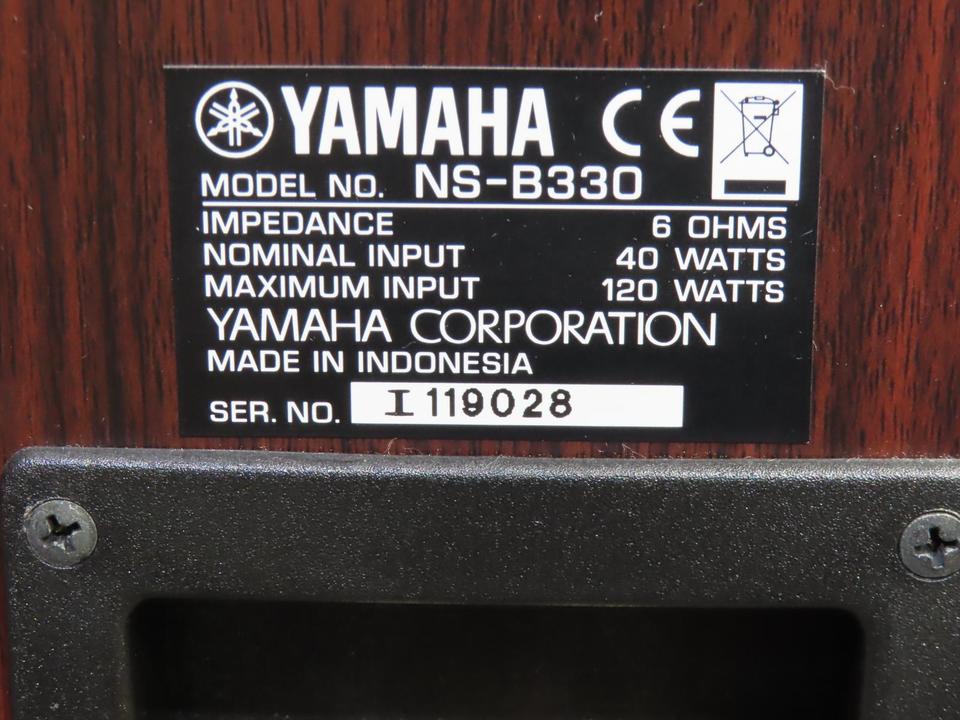 YAMAHA CE
MODEL NO. NS-B330
IMPEDANCE 6 OHMS
NOMINAL INPUT 40 WATTS
MAXIMUM INPUT 120 WATTS
YAMAHA CORPORATION
MADE IN INDONESIA
SER. NO. I 119028